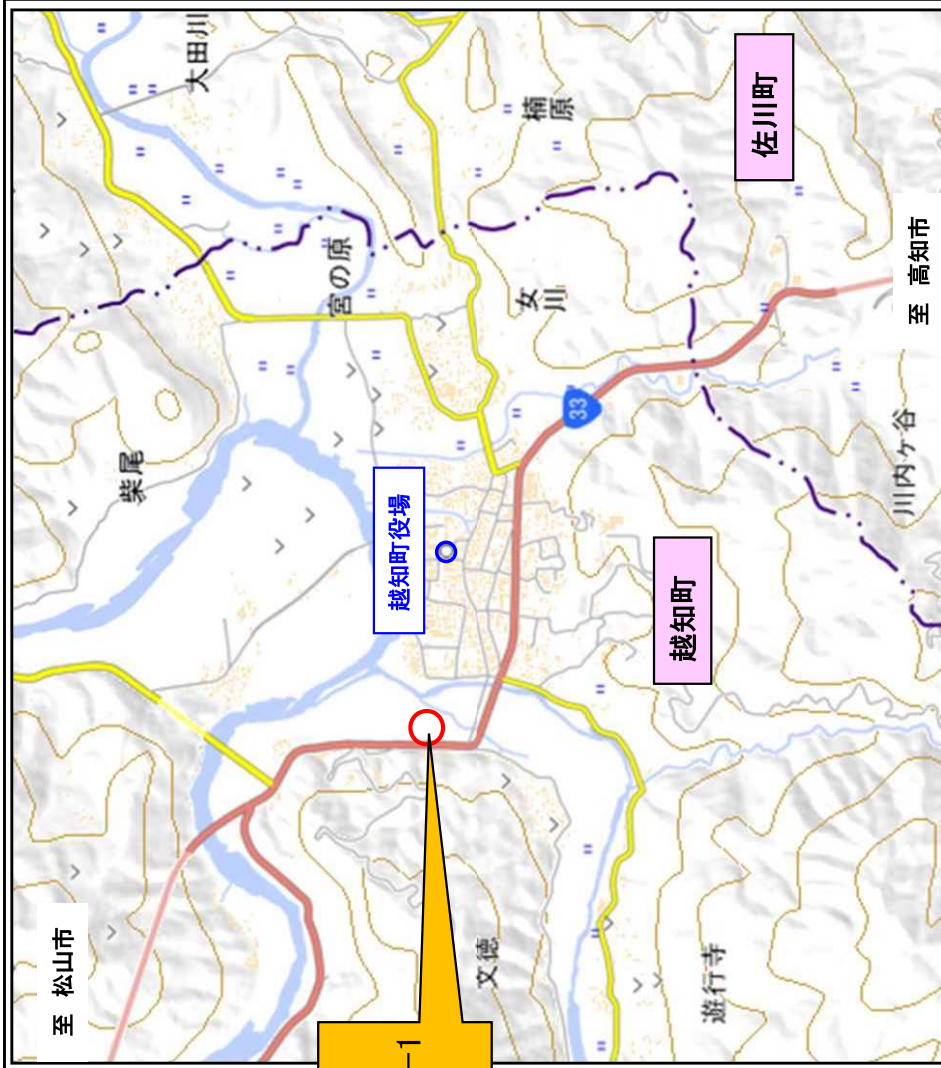 至 松山市
柴尾
大田川
宮の原
越知町役場
-1
文徳
女川
楠原
33
越知町
遊行寺
佐川町
川内ヶ谷
至 高知市